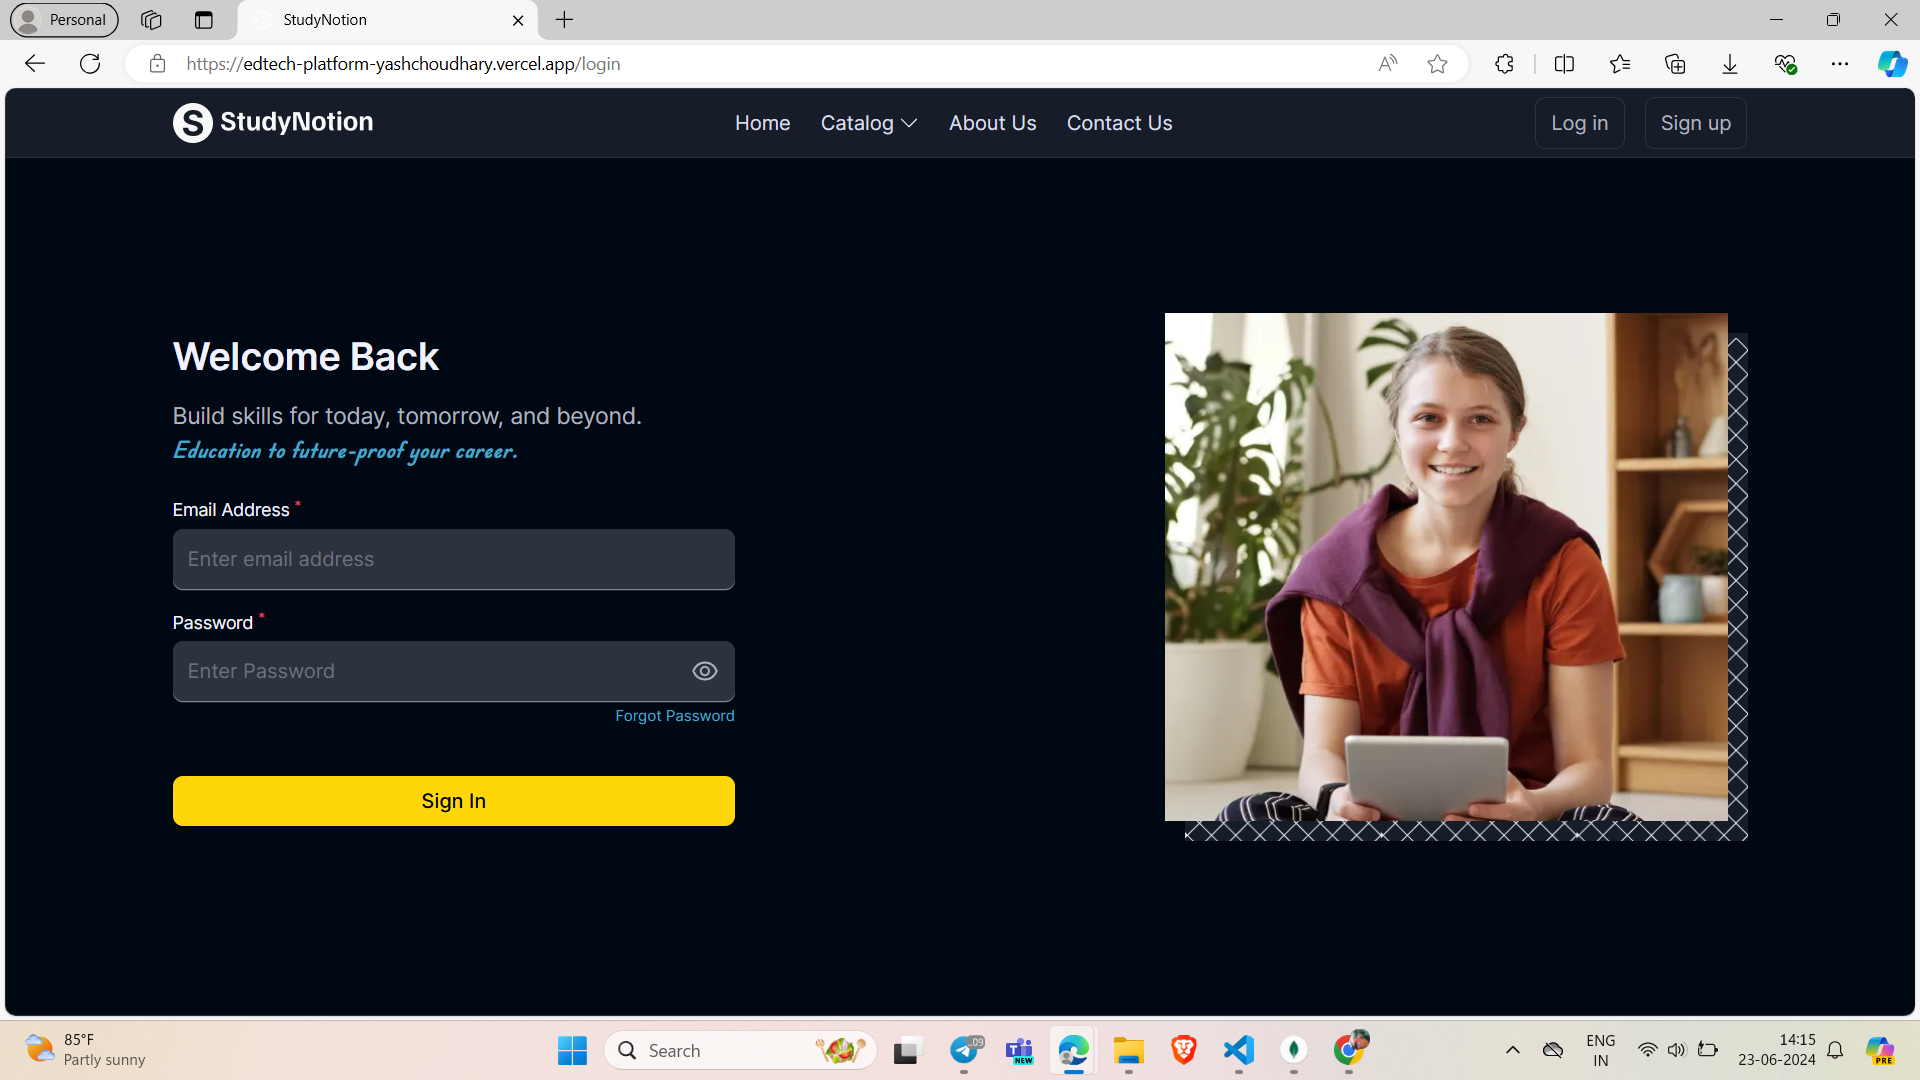 Personal
StudyNotion
https://edtech-platform-yashchoudhary.vercel.app/login
S StudyNotion
Home
Catalog
About Us
Contact Us
Log in
Sign up
Welcome Back
Build skills for today, tomorrow, and beyond.
Education to future-proof your career.
Email Address *
Enter email address
Password *
Enter Password
Forgot Password
Sign In
85°F
Partly sunny
Search
..09
NEW
ENG
IN
14:15
23-06-2024
PRE